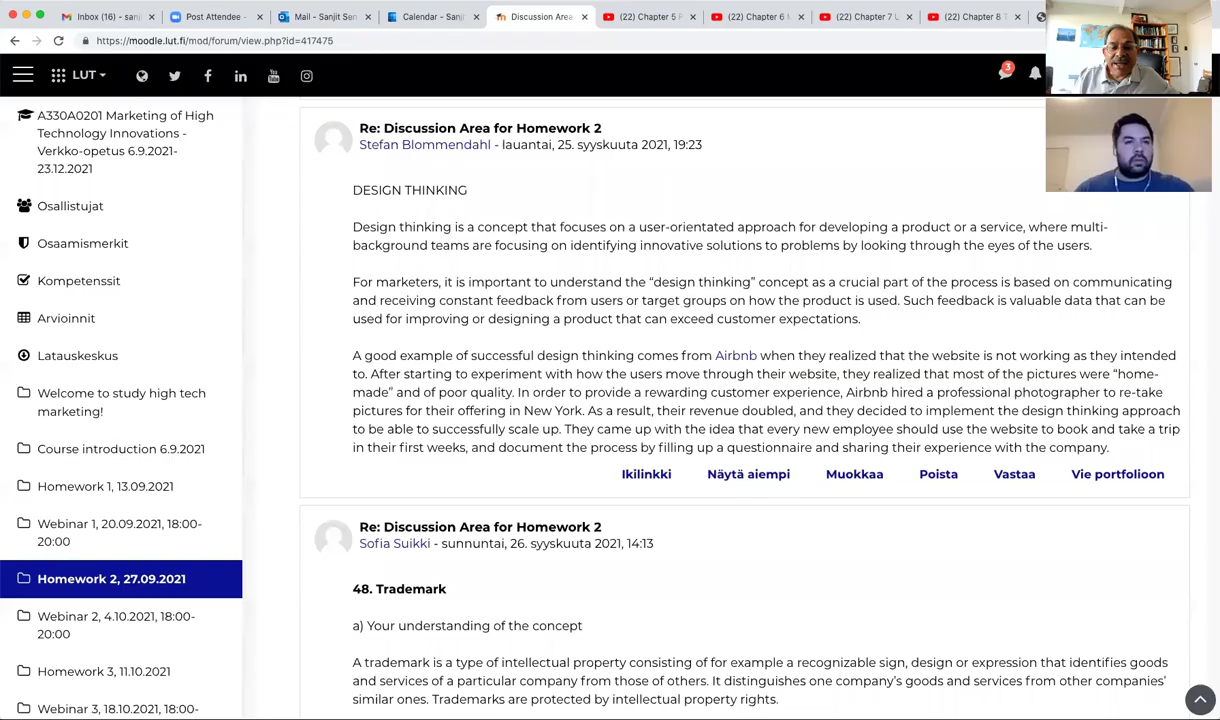 Inbox (16) - sanj
Post Attendee -
Mail - Sanjit Sen
Calendar - Sanji
Discussion Area
(22) Chapter 5 F
(22) Chapter 6 M
(22) Chapter 7 L
(22) Chapter 8 T
https://moodle.lut.fi/mod/forum/view.php?id=417475
LUT
3
A330A0201 Marketing of High
Technology Innovations -
Verkko-opetus 6.9.2021-
23.12.2021
Osallistujat
Osaamismerkit
Kompetenssit
Arvioinnit
Latauskeskus
Welcome to study high tech
marketing!
Course introduction 6.9.2021
Homework 1, 13.09.2021
Webinar 1, 20.09.2021, 18:00-
20:00
Homework 2, 27.09.2021
Webinar 2, 4.10.2021, 18:00-
20:00
Homework 3, 11.10.2021
Webinar 3, 18.10.2021, 18:00-
Re: Discussion Area for Homework 2
Stefan Blommendahl - lauantai, 25. syyskuuta 2021, 19:23
DESIGN THINKING
Design thinking is a concept that focuses on a user-orientated approach for developing a product or a service, where multi-
background teams are focusing on identifying innovative solutions to problems by looking through the eyes of the users.
For marketers, it is important to understand the “design thinking” concept as a crucial part of the process is based on communicating
and receiving constant feedback from users or target groups on how the product is used. Such feedback is valuable data that can be
used for improving or designing a product that can exceed customer expectations.
A good example of successful design thinking comes from Airbnb when they realized that the website is not working as they intended
to. After starting to experiment with how the users move through their website, they realized that most of the pictures were “home-
made” and of poor quality. In order to provide a rewarding customer experience, Airbnb hired a professional photographer to re-take
pictures for their offering in New York. As a result, their revenue doubled, and they decided to implement the design thinking approach
to be able to successfully scale up. They came up with the idea that every new employee should use the website to book and take a trip
in their first weeks, and document the process by filling up a questionnaire and sharing their experience with the company.
Ikilinkki Näytä aiempi Muokkaa Poista Vastaa Vie portfolioon
Re: Discussion Area for Homework 2
Sofia Suikki - sunnuntai, 26. syyskuuta 2021, 14:13
48. Trademark
a) Your understanding of the concept
A trademark is a type of intellectual property consisting of for example a recognizable sign, design or expression that identifies goods
and services of a particular company from those of others. It distinguishes one company’s goods and services from other companies’
similar ones. Trademarks are protected by intellectual property rights.